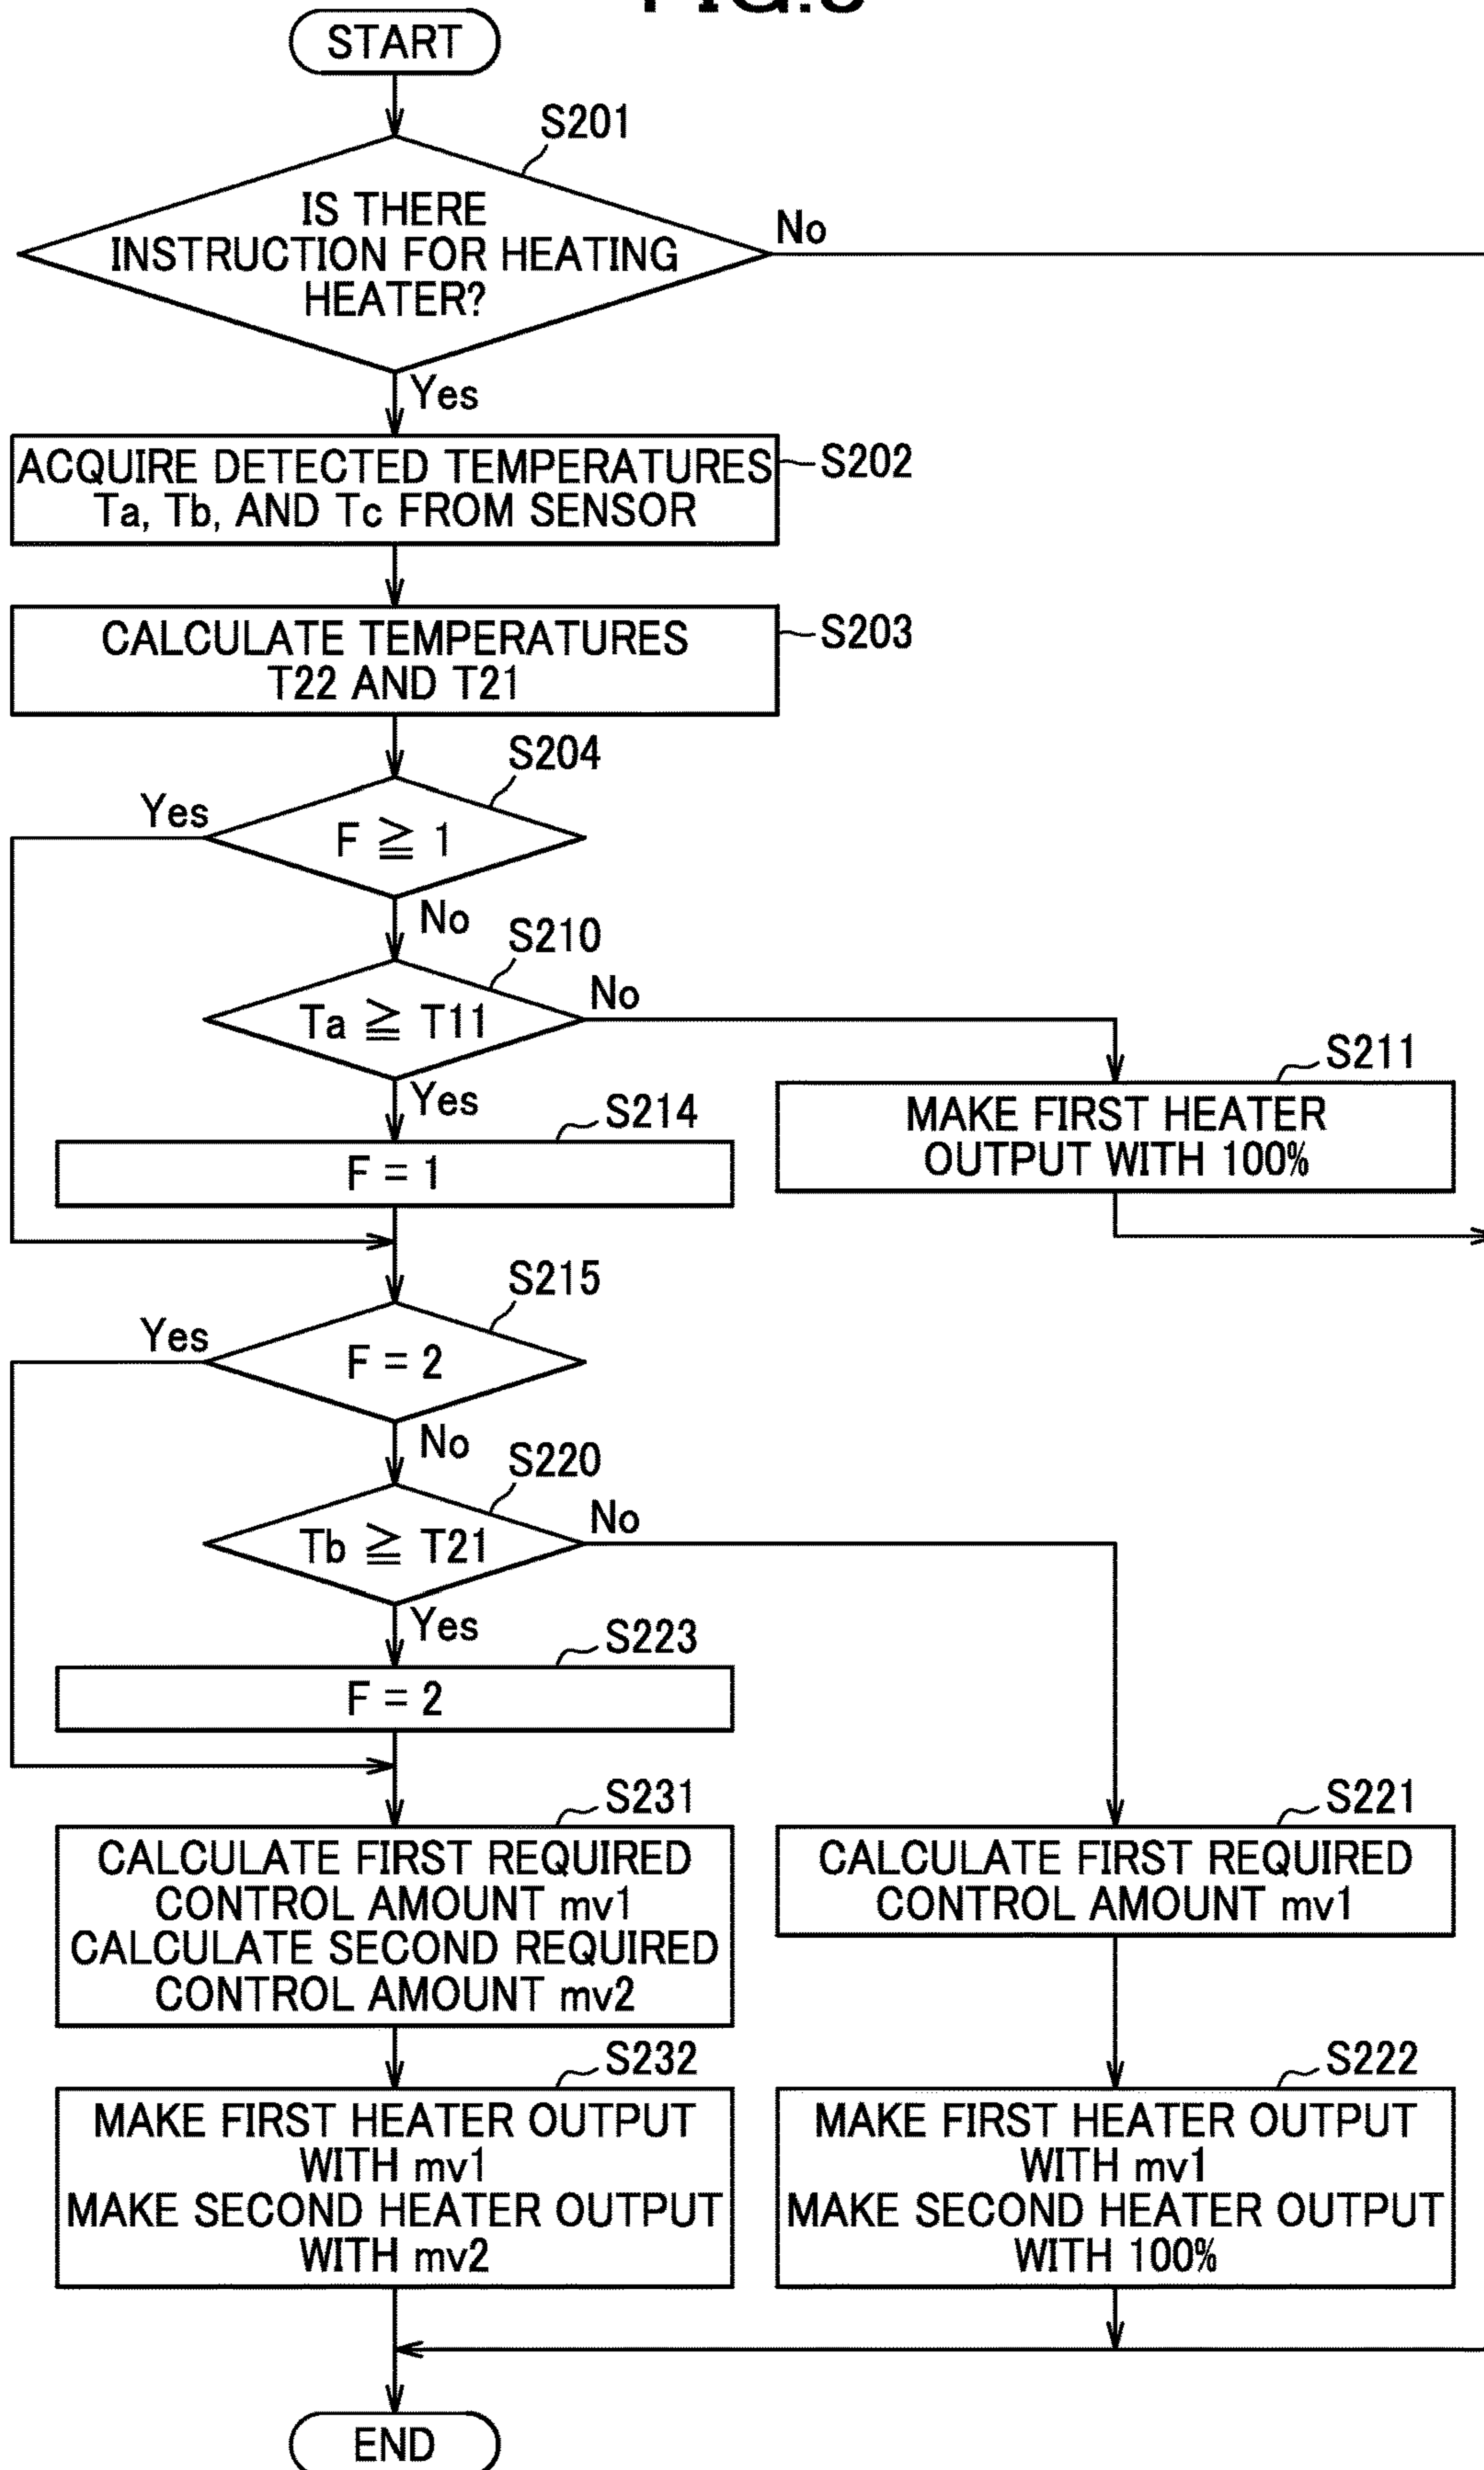 START
S201
IS THERE
INSTRUCTION FOR HEATING
HEATER?
No
Yes
ACQUIRE DETECTED TEMPERATURES
Ta, Tb, AND Tc FROM SENSOR
S202
CALCULATE TEMPERATURES
T22 AND T21
S203
S204
Yes
F ≧ 1
No
S210
Ta ≧ T11
No
Yes
S211
MAKE FIRST HEATER
OUTPUT WITH 100%
S214
F = 1
S215
Yes
F = 2
No
S220
Tb ≧ T21
No
Yes
S223
F = 2
S231
CALCULATE FIRST REQUIRED
CONTROL AMOUNT mv1
CALCULATE SECOND REQUIRED
CONTROL AMOUNT mv2
S221
CALCULATE FIRST REQUIRED
CONTROL AMOUNT mv1
S232
MAKE FIRST HEATER OUTPUT
WITH mv1
MAKE SECOND HEATER OUTPUT
WITH mv2
S222
MAKE FIRST HEATER OUTPUT
WITH mv1
MAKE SECOND HEATER OUTPUT
WITH 100%
END